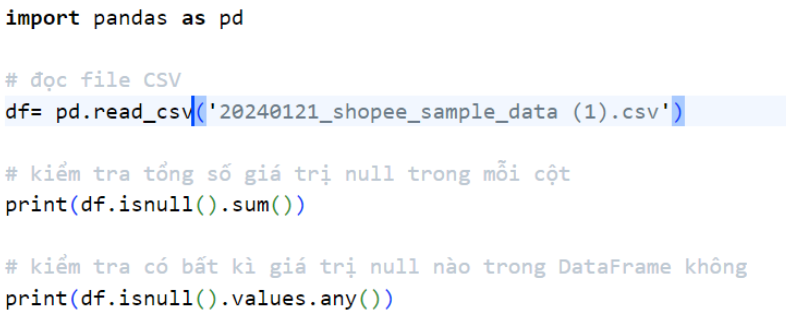 import pandas as pd
# đọc file CSV
df= pd.read_csv('20240121_shopee_sample_data (1).csv')
# kiểm tra tổng số giá trị null trong mỗi cột
print(df.isnull().sum())
# kiểm tra có bất kì giá trị null nào trong DataFrame không
print(df.isnull().values.any())